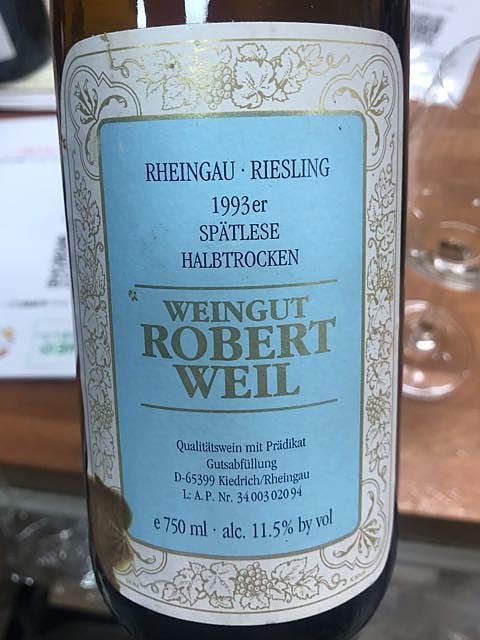 RHEINGAU · RIESLING
1993er
SPÄTLESE
HALBTROCKEN
WEINGUT
ROBERT
WEIL
Qualitätswein mit Prädikat
Gutsabfüllung
D-65399 Kiedrich/Rheingau
L: A. P. Nr. 34 003 020 94
e 750 ml · alc. 11.5% by vol